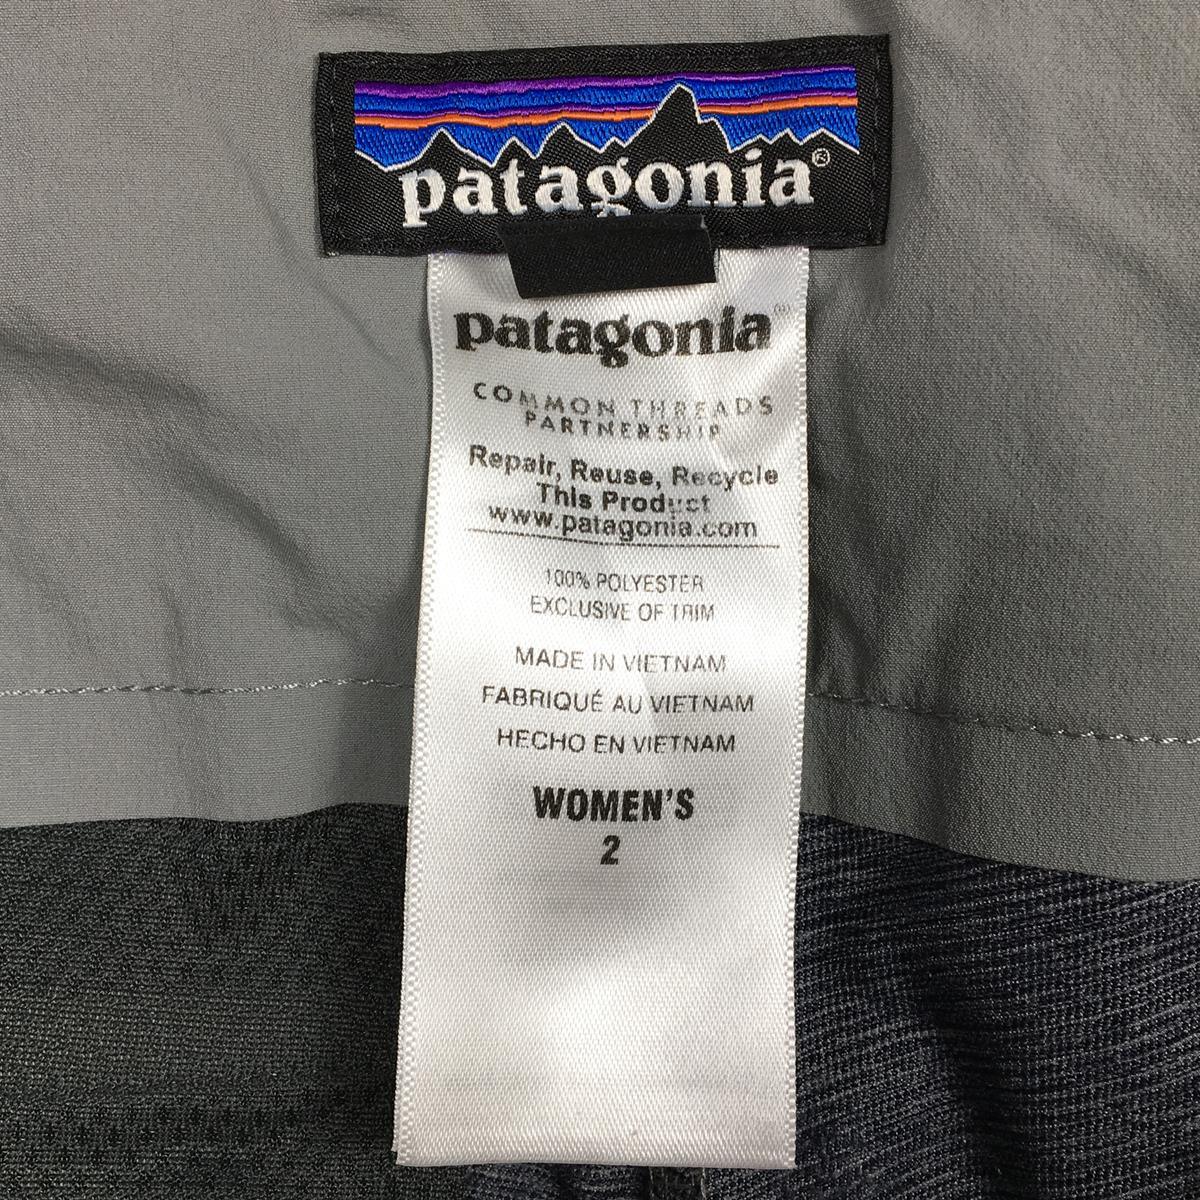 patagonia®
patagonia®
COMMON THREADS
PARTNERSHIP
Repair, Reuse, Recycle
This Product
www.patagonia.com
100% POLYESTER
EXCLUSIVE OF TRIM
MADE IN VIETNAM
FABRIQUÉ AU VIETNAM
HECHO EN VIETNAM
WOMEN'S
2